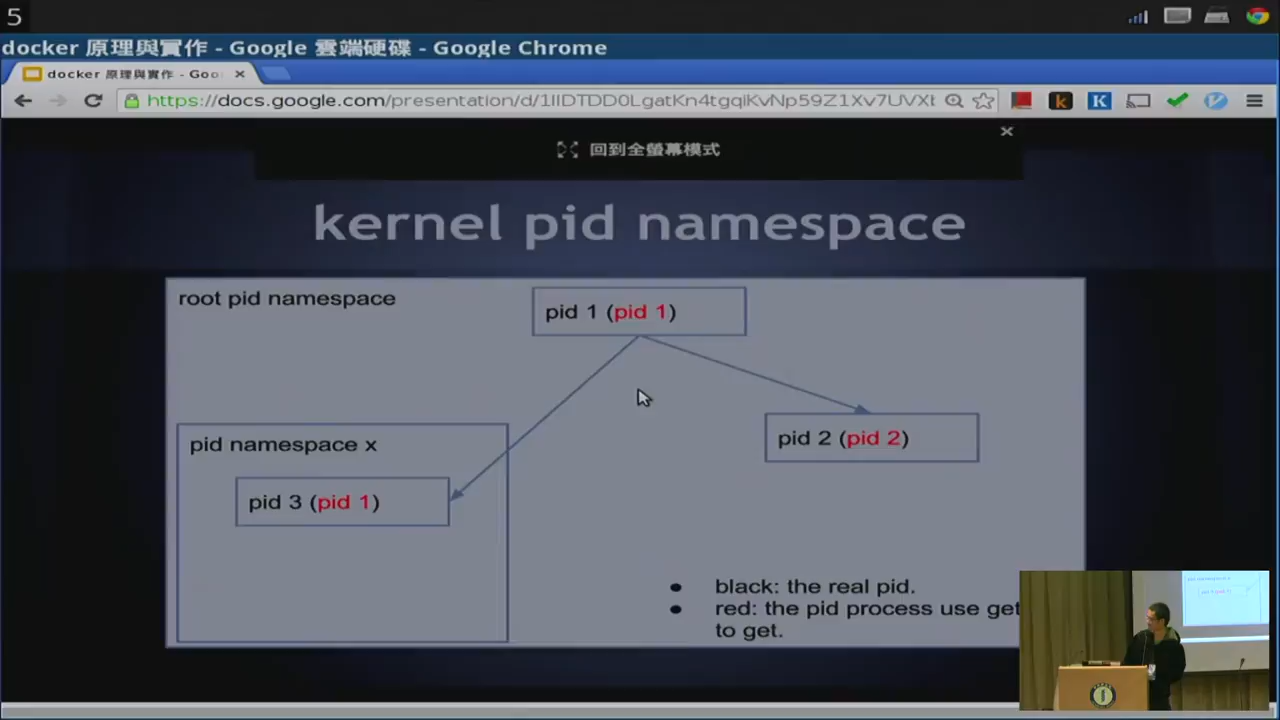 5
docker 原理與實作 - Google 雲端硬碟 - Google Chrome
docker 原理與實作 - Goo
https://docs.google.com/presentation/d/1IIDTDD0LgatKn4tgqiKvNp59Z1Xv7UVXt
回到全螢幕模式
kernel pid namespace
root pid namespace
pid 1 (pid 1)
pid 2 (pid 2)
pid namespace x
pid 3 (pid 1)
black: the real pid.
red: the pid process use get
to get.